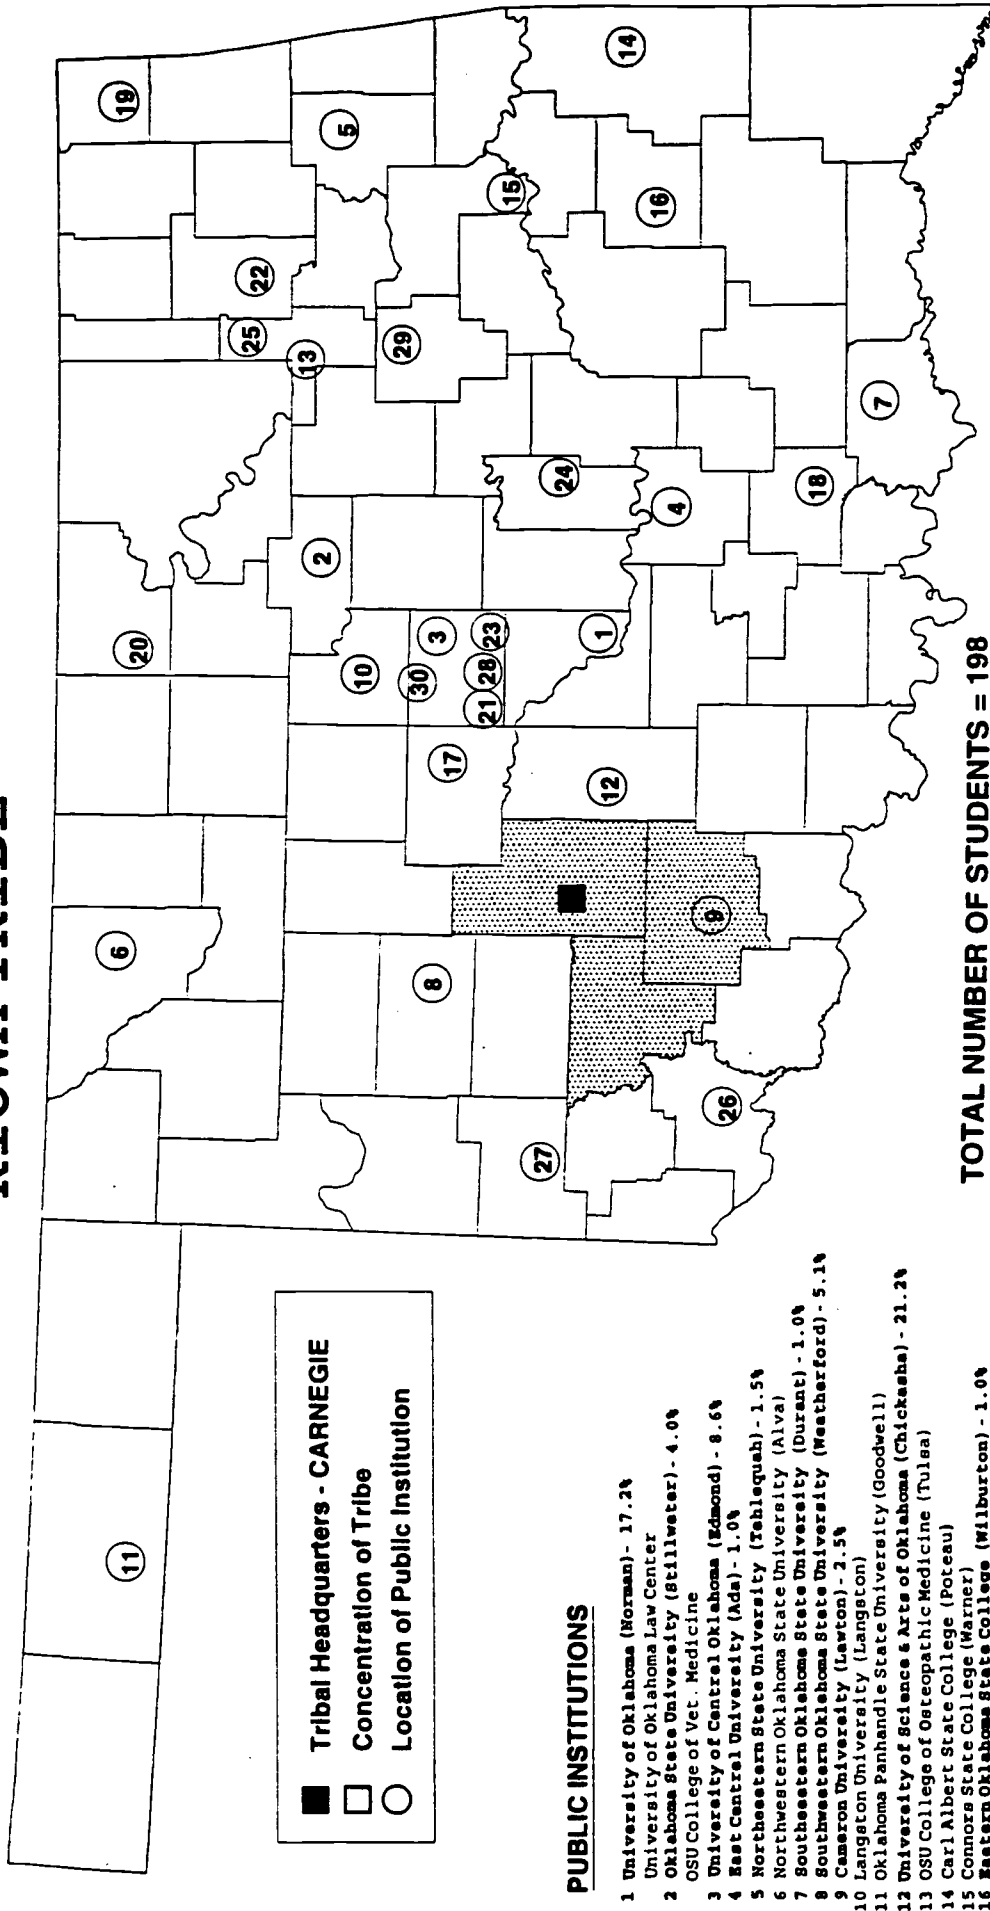 KIOWA TRIBE
11
6
20
19
25
22
13
2
5
10
29
30
8
3
17
21
28
23
15
27
24
1
12
14
16
4
9
26
18
7
Tribal Headquarters - CARNEGIE
Concentration of Tribe
Location of Public Institution
PUBLIC INSTITUTIONS
1 University of Oklahoma (Norman) - 17.2%
University of Oklahoma Law Center
2 Oklahoma State University (Stillwater) - 4.0%
OSU College of Vet. Medicine
3 University of Central Oklahoma (Edmond) - 8.6%
4 East Central University (Ada) - 1.0%
5 Northeastern State University (Tahlequah) - 1.5%
6 Northwestern Oklahoma State University (Alva)
7 Southeastern Oklahoma State University (Durant) - 1.0%
8 Southwestern Oklahoma State University (Weatherford) - 5.1%
9 Cameron University (Lawton) - 2.5%
10 Langston University (Langston)
11 Oklahoma Panhandle State University (Goodwell)
12 University of Science & Arts of Oklahoma (Chickasha) - 21.2%
13 OSU College of Osteopathic Medicine (Tulsa)
14 Carl Albert State College (Poteau)
15 Connors State College (Warner)
16 Eastern Oklahoma State College (Wilburton) - 1.0%
TOTAL NUMBER OF STUDENTS = 198